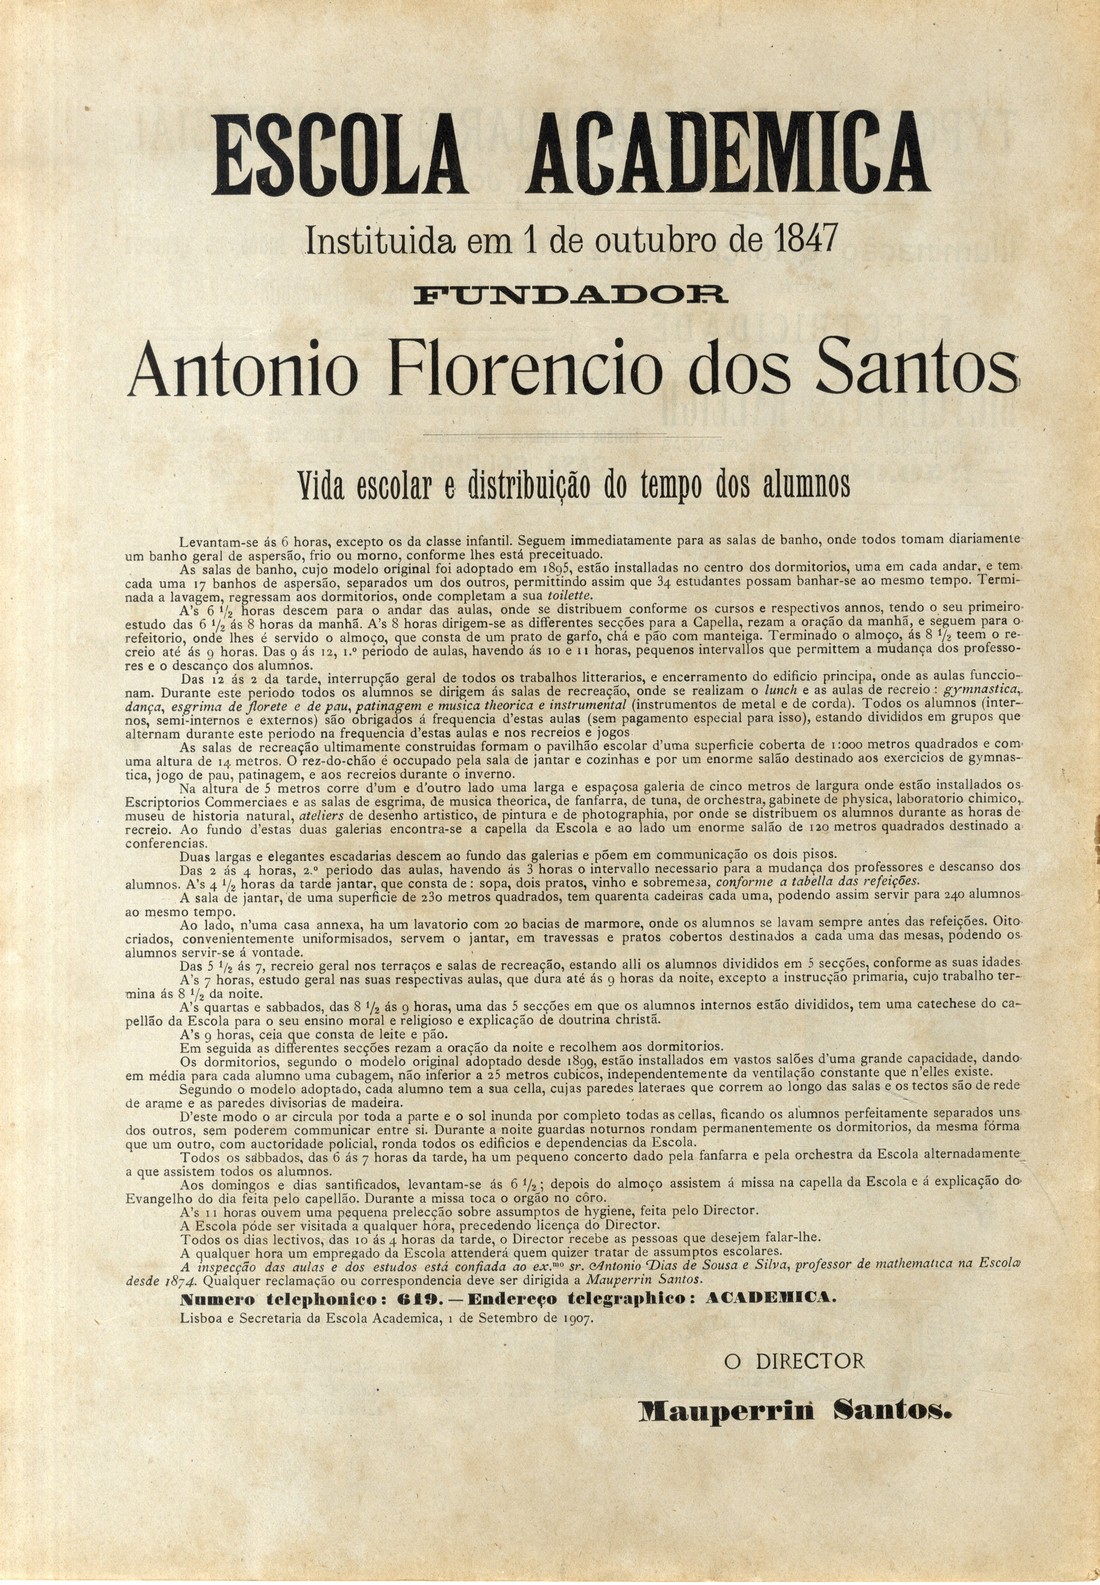 ESCOLA ACADEMICA
Instituida em 1 de outubro de 1847
FUNDADOR
Antonio Florencio dos Santos
Vida escolar e distribuição do tempo dos alumnos
Levantam-se ás 6 horas, excepto os da classe infantil. Seguem immediatamente para as salas de banho, onde todos tomam diariamente
um banho geral de aspersão, frio ou morno, conforme lhes está preceituado.
As salas de banho, cujo modelo original foi adoptado em 1895, estão installadas no centro dos dormitorios, uma em cada andar, e tem
cada uma 17 banhos de aspersão, separados um dos outros, permittindo assim que 34 estudantes possam banhar-se ao mesmo tempo. Termi-
nada a lavagem, regressam aos dormitorios, onde completam a sua toilette.
A's 6 1/2 horas descem para o andar das aulas, onde se distribuem conforme os cursos e respectivos annos, tendo o seu primeiro
estudo das 6 1/2 ás 8 horas da manhã. A's 8 horas dirigem-se as differentes secções para a Capella, rezam a oração da manhã, e seguem para o
refeitorio, onde lhes é servido o almoço, que consta de um prato de garfo, chá e pão com manteiga. Terminado o almoço, ás 8 1/2 teem o re-
creio até ás 9 horas. Das 9 ás 12, 1.º periodo de aulas, havendo ás 10 e 11 horas, pequenos intervallos que permittem a mudança dos professo-
res e o descanço dos alumnos.
Das 12 ás 2 da tarde, interrupção geral de todos os trabalhos litterarios, e encerramento do edificio principa, onde as aulas funccio-
nam. Durante este periodo todos os alumnos se dirigem ás salas de recreação, onde se realizam o lunch e as aulas de recreio : gymnastica,
dança, esgrima de florete e de pau, patinagem e musica theorica e instrumental (instrumentos de metal e de corda). Todos os alumnos (inter-
nos, semi-internos e externos) são obrigados á frequencia d'estas aulas (sem pagamento especial para isso), estando divididos em grupos que
alternam durante este periodo na frequencia d'estas aulas e nos recreios e jogos
As salas de recreação ultimamente construidas formam o pavilhão escolar d'uma superficie coberta de 1:000 metros quadrados e com
uma altura de 14 metros. O rez-do-chão é occupado pela sala de jantar e cozinhas e por um enorme salão destinado aos exercicios de gymnas-
tica, jogo de pau, patinagem, e aos recreios durante o inverno.
Na altura de 5 metros corre d'um e d'outro lado uma larga e espaçosa galeria de cinco metros de largura onde estão installados os
Escriptorios Commerciaes e as salas de esgrima, de musica theorica, de fanfarra, de tuna, de orchestra, gabinete de physica, laboratorio chimico,
museu de historia natural, ateliers de desenho artistico, de pintura e de photographia, por onde se distribuem os alumnos durante as horas de
recreio. Ao fundo d'estas duas galerias encontra-se a capella da Escola e ao lado um enorme salão de 120 metros quadrados destinado a
conferencias.
Duas largas e elegantes escadarias descem ao fundo das galerias e põem em communicação os dois pisos.
Das 2 ás 4 horas, 2.º periodo das aulas, havendo ás 3 horas o intervallo necessario para a mudança dos professores e descanso dos
alumnos. A's 4 1/2 horas da tarde jantar, que consta de : sopa, dois pratos, vinho e sobremesa, conforme a tabella das refeições.
A sala de jantar, de uma superficie de 230 metros quadrados, tem quarenta cadeiras cada uma, podendo assim servir para 240 alumnos
ao mesmo tempo.
Ao lado, n'uma casa annexa, ha um lavatorio com 20 bacias de marmore, onde os alumnos se lavam sempre antes das refeições. Oito
criados, convenientemente uniformisados, servem o jantar, em travessas e pratos cobertos destinados a cada uma das mesas, podendo os
alumnos servir-se á vontade.
Das 5 1/2 ás 7, recreio geral nos terraços e salas de recreação, estando alli os alumnos divididos em 5 secções, conforme as suas idades
A's 7 horas, estudo geral nas suas respectivas aulas, que dura até ás 9 horas da noite, excepto a instrucção primaria, cujo trabalho ter-
mina ás 8 1/2 da noite.
A's quartas e sabbados, das 8 1/2 ás 9 horas, uma das 5 secções em que os alumnos internos estão divididos, tem uma catechese do ca-
pellão da Escola para o seu ensino moral e religioso e explicação de doutrina christã.
A's 9 horas, ceia que consta de leite e pão.
Em seguida as differentes secções rezam a oração da noite e recolhem aos dormitorios.
Os dormitorios, segundo o modelo original adoptado desde 1899, estão installados em vastos salões d'uma grande capacidade, dando
em média para cada alumno uma cubagem, não inferior a 25 metros cubicos, independentemente da ventilação constante que n'elles existe.
Segundo o modelo adoptado, cada alumno tem a sua cella, cujas paredes lateraes que correm ao longo das salas e os tectos são de rede
de arame e as paredes divisorias de madeira.
D'este modo o ar circula por toda a parte e o sol inunda por completo todas as cellas, ficando os alumnos perfeitamente separados uns
dos outros, sem poderem communicar entre si. Durante a noite guardas noturnos rondam permanentemente os dormitorios, da mesma fórma
que um outro, com auctoridade policial, ronda todos os edificios e dependencias da Escola.
Todos os sabbados, das 6 ás 7 horas da tarde, ha um pequeno concerto dado pela fanfarra e pela orchestra da Escola alternadamente
a que assistem todos os alumnos.
Aos domingos e dias santificados, levantam-se ás 6 1/2 ; depois do almoço assistem á missa na capella da Escola e á explicação do
Evangelho do dia feita pelo capellão. Durante a missa toca o orgão no côro.
A's 11 horas ouvem uma pequena prelecção sobre assumptos de hygiene, feita pelo Director.
A Escola póde ser visitada a qualquer hora, precedendo licença do Director.
Todos os dias lectivos, das 10 ás 4 horas da tarde, o Director recebe as pessoas que desejem falar-lhe.
A qualquer hora um empregado da Escola attenderá quem quizer tratar de assumptos escolares.
A inspecção das aulas e dos estudos está confiada ao ex.mo sr. Antonio Dias de Sousa e Silva, professor de mathematica na Escola
desde 1874. Qualquer reclamação ou correspondencia deve ser dirigida a Mauperrin Santos.
Numero telephonico : 619. — Endereço telegraphico : ACADEMICA.
Lisboa e Secretaria da Escola Academica, 1 de Setembro de 1907.
O DIRECTOR
Mauperrin Santos.